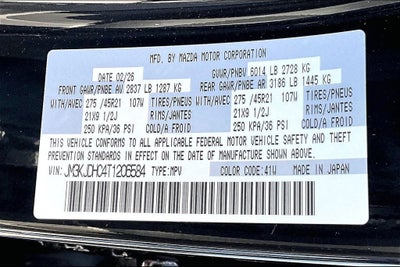 MFD. BY MAZDA MOTOR CORPORATION
DATE 02/26 GVWR/PNBV 6014 LB 2728 KG
FRONT GAWR/PNBE AV 2837 LB 1287 KG REAR GAWR/PNBE AR 3186 LB 1445 KG
WITH/AVEC 275 /45R21 107W TIRES/PNEUS WITH/AVEC 275 /45R21 107W TIRES/PNEUS
21X9 1/2J RIMS/JANTES 21X9 1/2J RIMS/JANTES
250 KPA/36 PSI COLD/FROID 250 KPA/36 PSI COLD/A FROID
THIS VEHICLE CONFORMS TO ALL APPLICABLE FEDERAL MOTOR VEHICLE SAFETY AND THEFT
PREVENTION STANDARDS IN EFFECT ON THE DATE OF MANUFACTURE SHOWN ABOVE.
VIN: JM3KJDHC4T1206584 TYPE:MPV COLOR CODE:41W MADE IN JAPAN